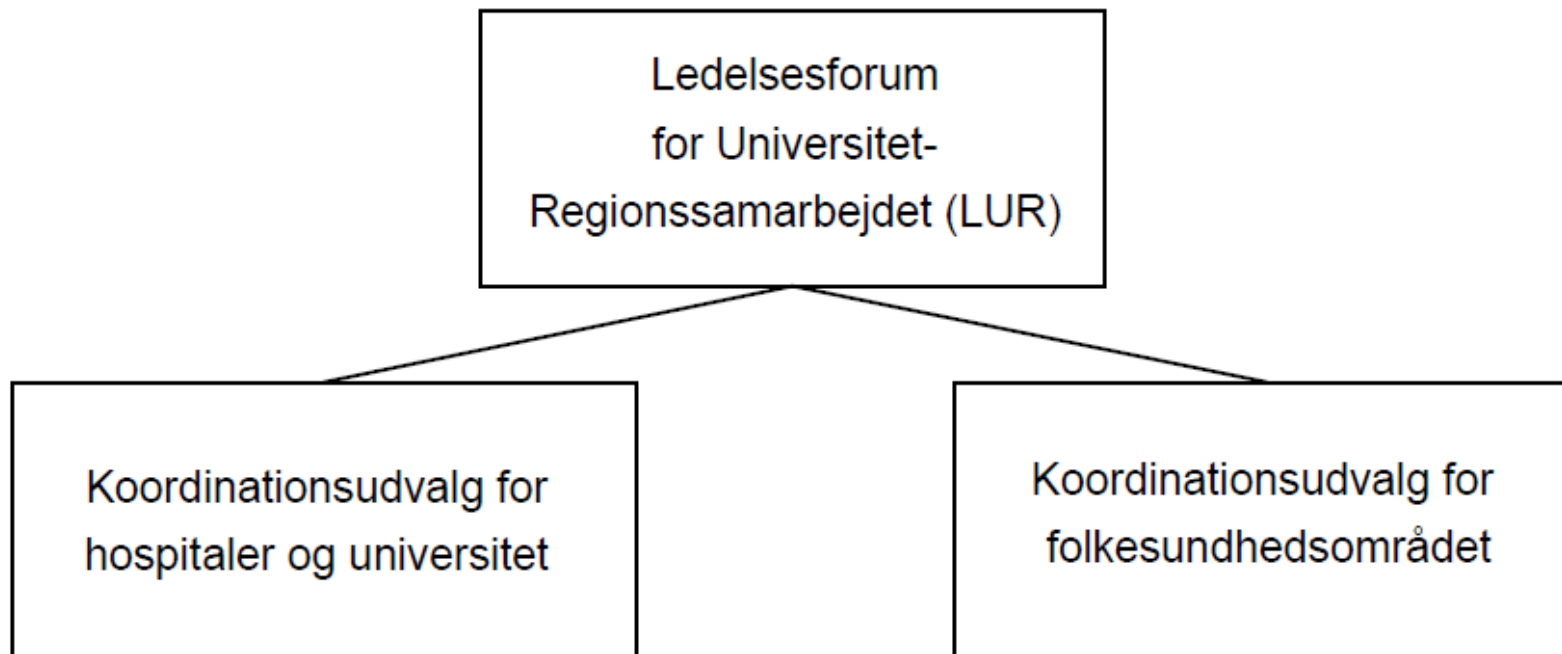 Ledelsesforum
for Universitet-
Regionssamarbejdet (LUR)
Koordinationsudvalg for
hospitaler og universitet
Koordinationsudvalg for
folkesundhedsområdet